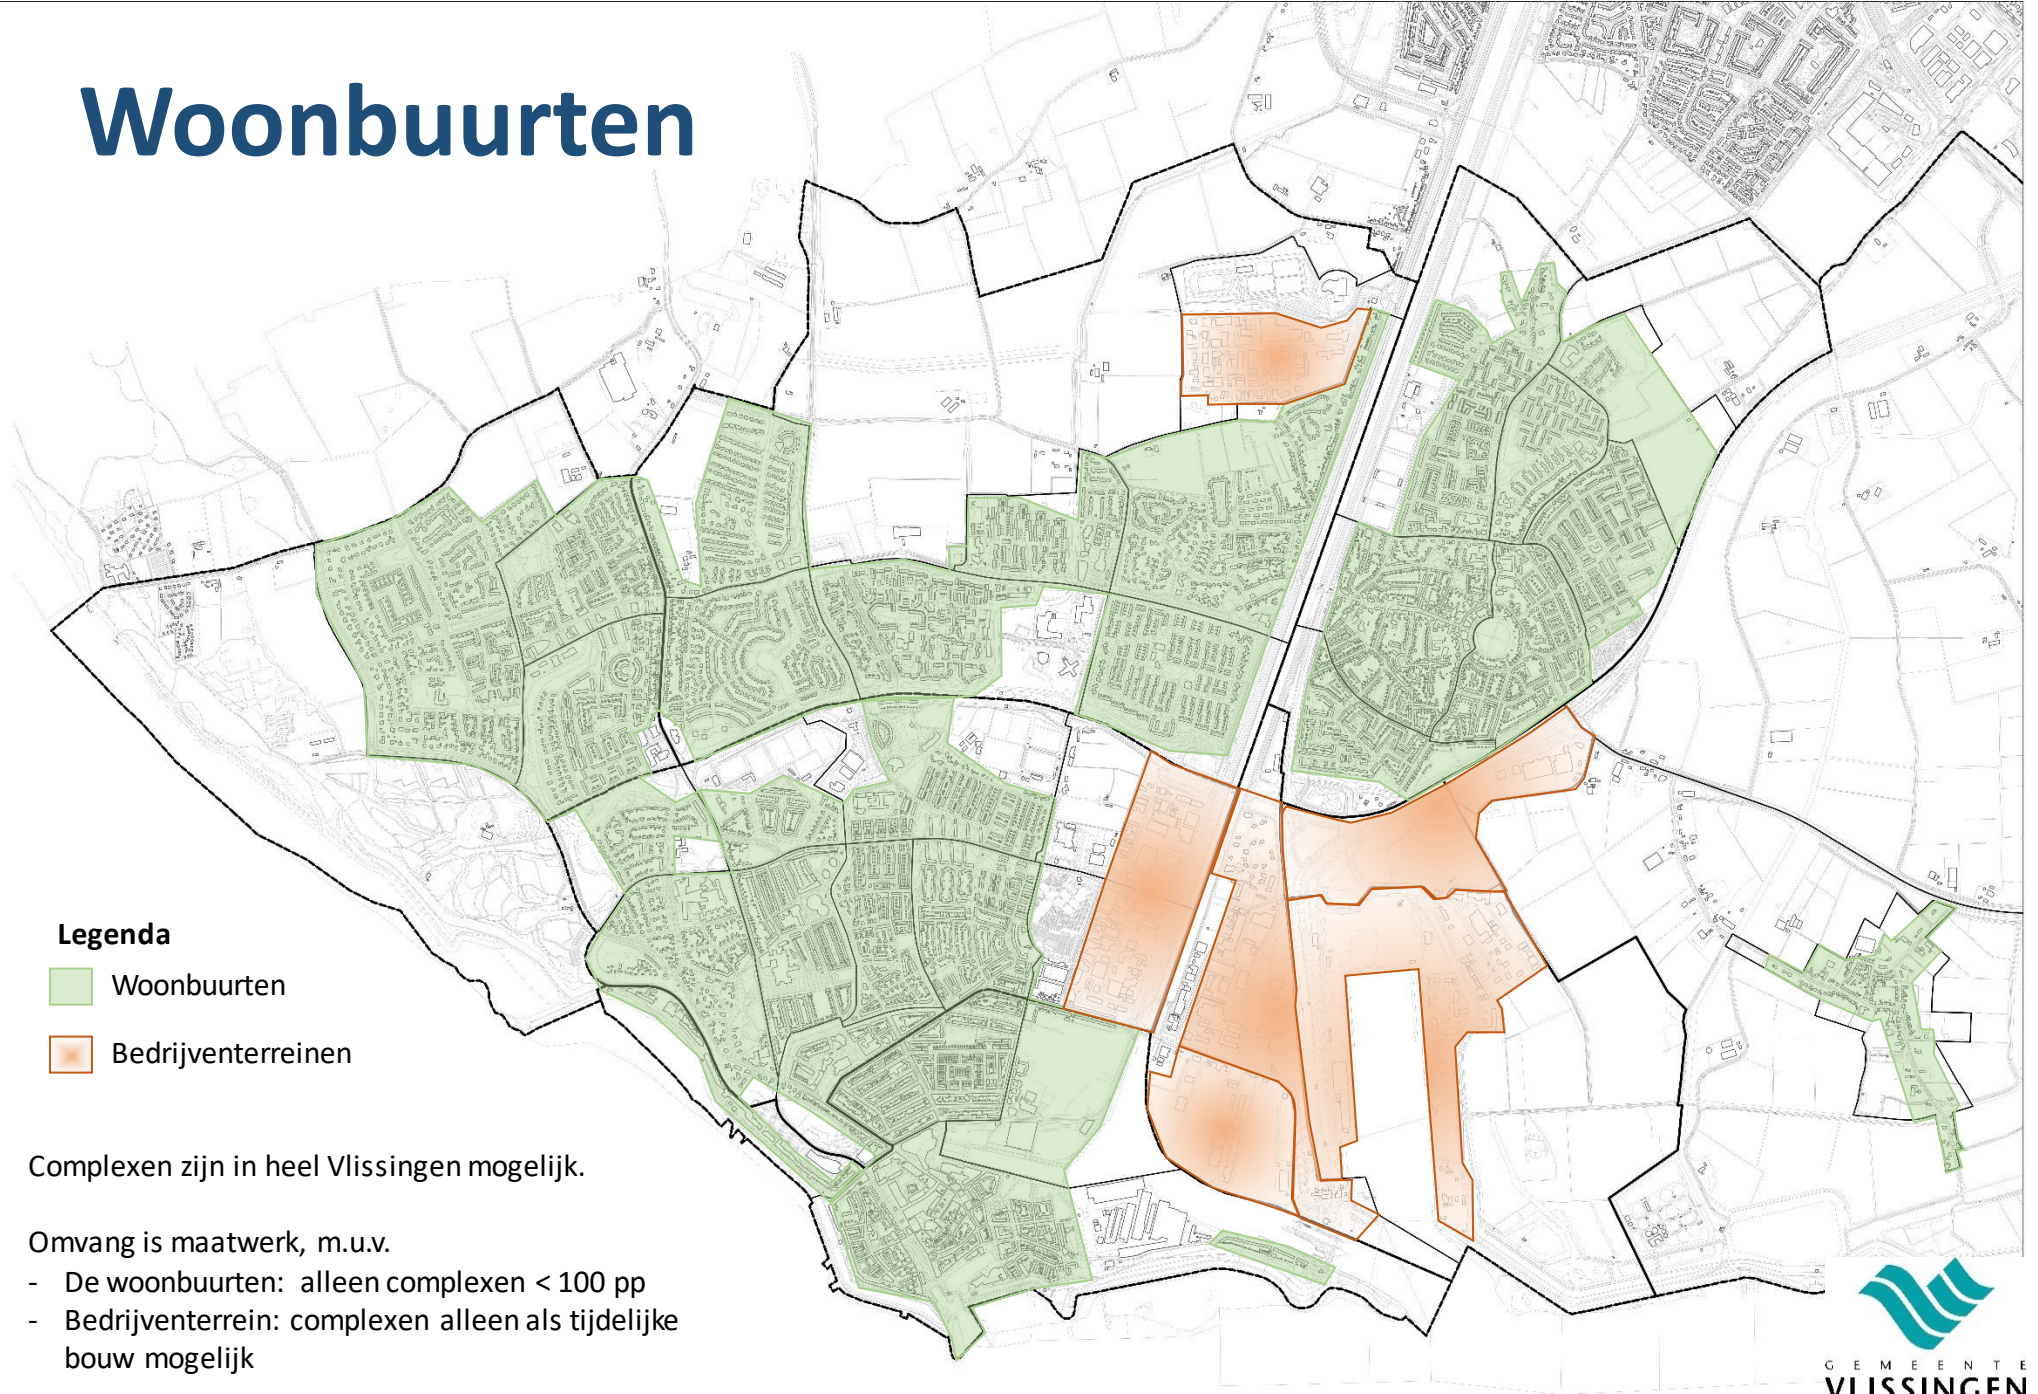 Woonbuurten
Legenda
Woonbuurten
Bedrijventerreinen
Complexen zijn in heel Vlissingen mogelijk.
Omvang is maatwerk, m.u.v.
- De woonbuurten: alleen complexen < 100 pp
- Bedrijventerrein: complexen alleen als tijdelijke
bouw mogelijk
GEMEENTE
VLISSINGEN